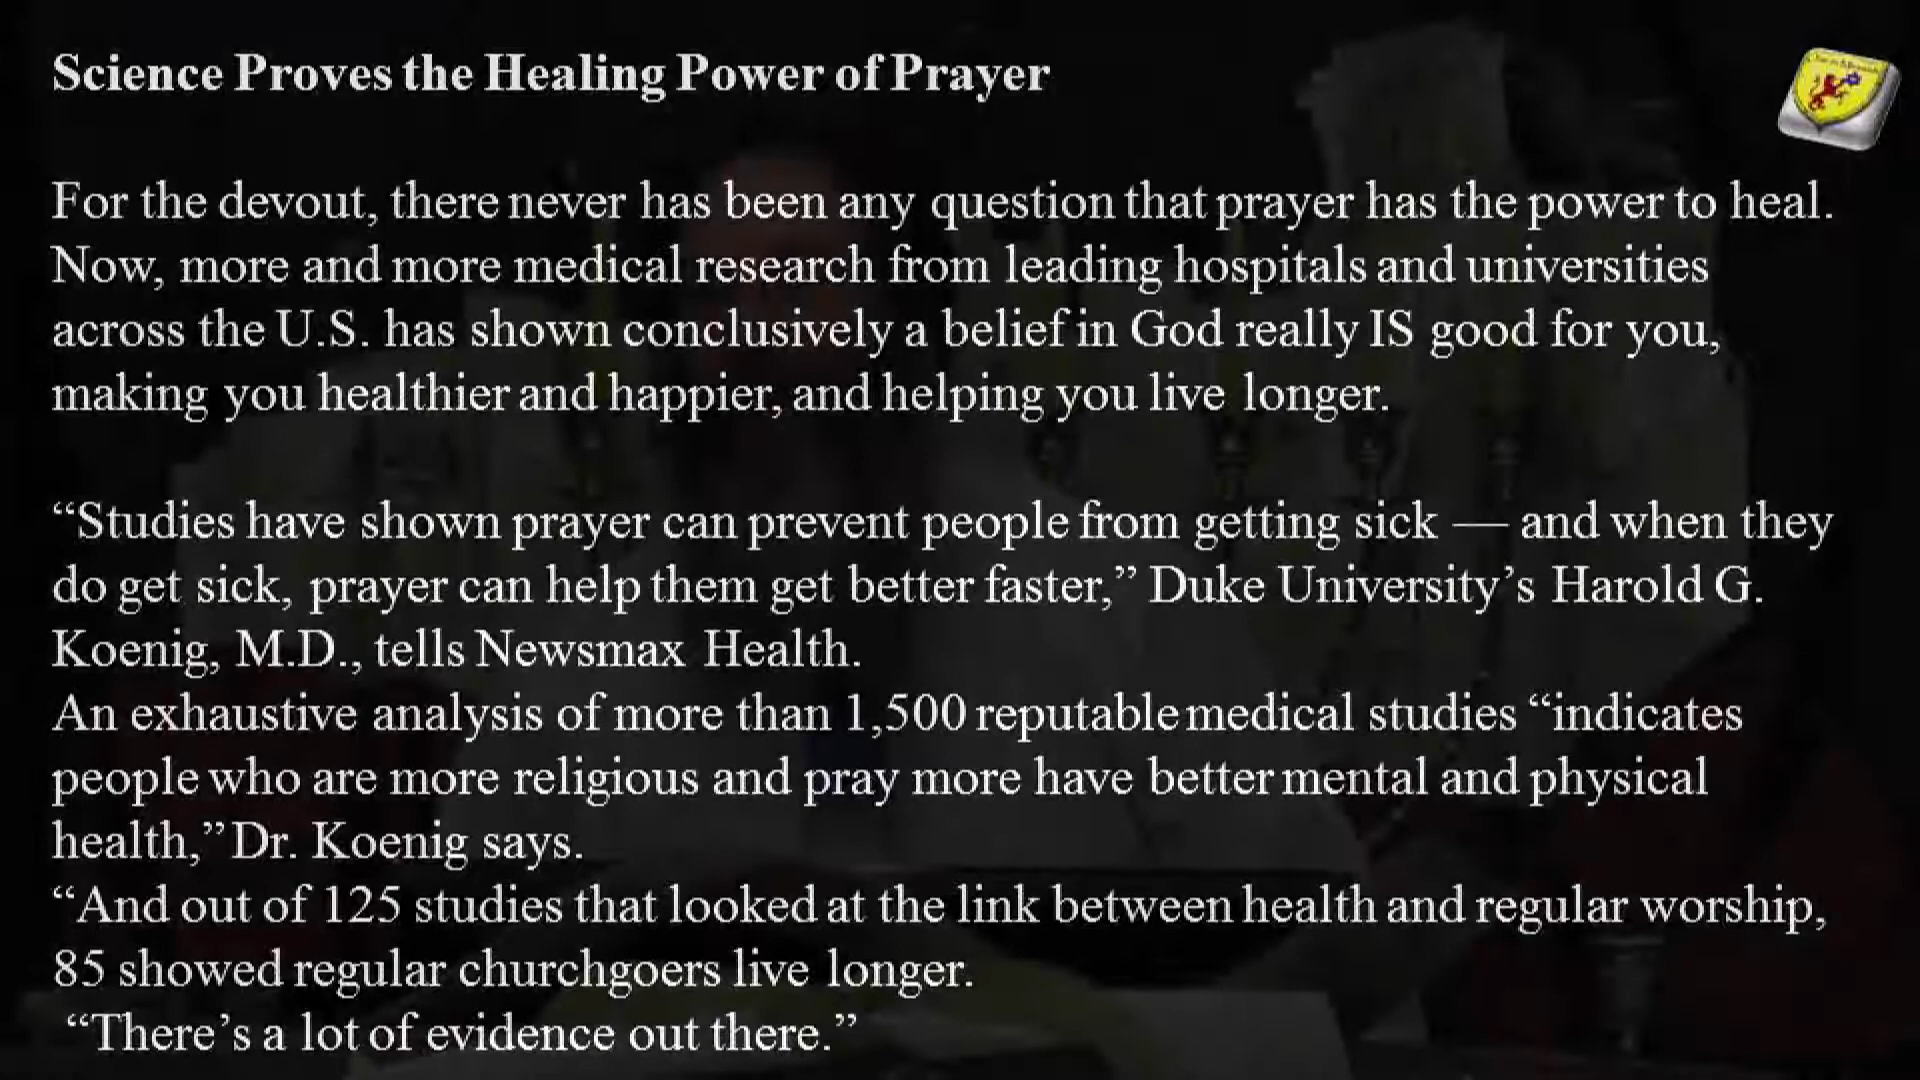 Science Proves the Healing Power of Prayer
For the devout, there never has been any question that prayer has the power to heal.
Now, more and more medical research from leading hospitals and universities
across the U.S. has shown conclusively a belief in God really IS good for you,
making you healthier and happier, and helping you live longer.
“Studies have shown prayer can prevent people from getting sick — and when they
do get sick, prayer can help them get better faster,” Duke University’s Harold G.
Koenig, M.D., tells Newsmax Health.
An exhaustive analysis of more than 1,500 reputable medical studies “indicates
people who are more religious and pray more have better mental and physical
health,” Dr. Koenig says.
“And out of 125 studies that looked at the link between health and regular worship,
85 showed regular churchgoers live longer.
“There’s a lot of evidence out there.”